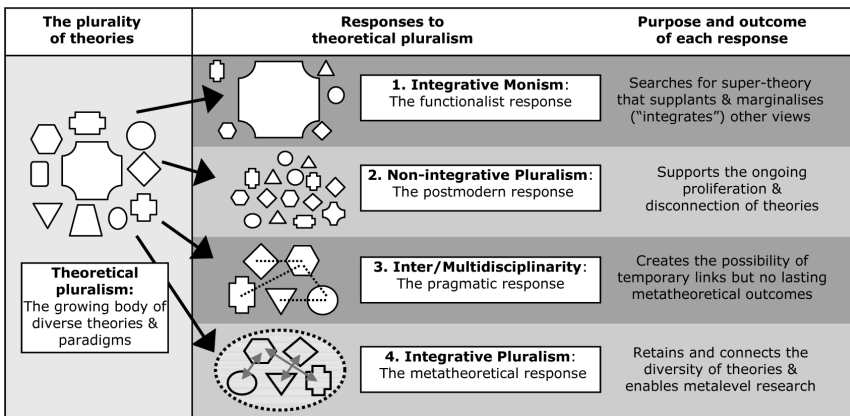 The plurality
of theories
Responses to
theoretical pluralism
Purpose and outcome
of each response
Theoretical
pluralism:
The growing body of
diverse theories &
paradigms
1. Integrative Monism:
The functionalist response
Searches for super-theory
that supplants & marginalises
(“integrates”) other views
2. Non-integrative Pluralism:
The postmodern response
Supports the ongoing
proliferation &
disconnection of theories
3. Inter/Multidisciplinarity:
The pragmatic response
Creates the possibility of
temporary links but no lasting
metatheoretical outcomes
4. Integrative Pluralism:
The metatheoretical response
Retains and connects the
diversity of theories &
enables metalevel research